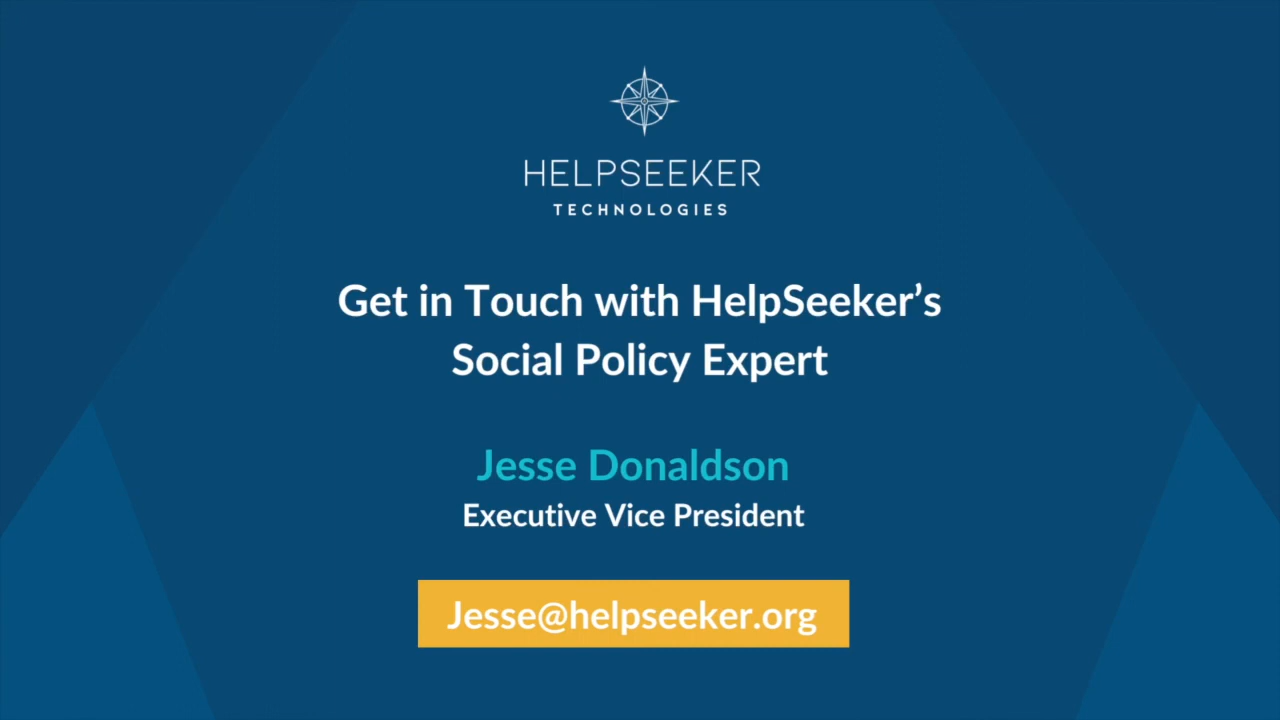 HELPSEEKER
TECHNOLOGIES
Get in Touch with HelpSeeker’s
Social Policy Expert
Jesse Donaldson
Executive Vice President
Jesse@helpseeker.org